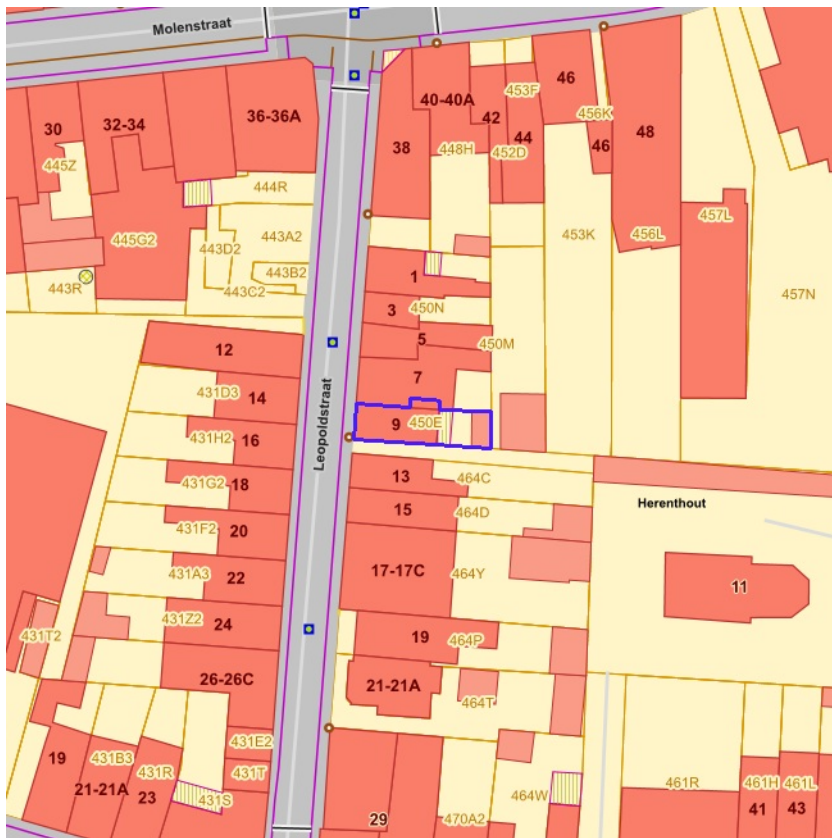 Molenstraat
30
32-34
36-36A
38
40-40A
42
453F
44
46
456K
46
48
445Z
444R
448H
452D
445G2
443D2
443A2
443B2
443C2
443R
453K
456L
457L
457N
1
3
450N
5
450M
7
9
450E
12
431D3
14
431H2
16
431G2
18
431F2
20
431A3
22
431Z2
24
431T2
26-26C
Leopoldstraat
13
464C
15
464D
17-17C
464Y
19
464P
21-21A
464T
Herenthout
11
19
431B3
21-21A
431R
23
431E2
431T
431S
29
470A2
464W
461R
461H
41
461L
43